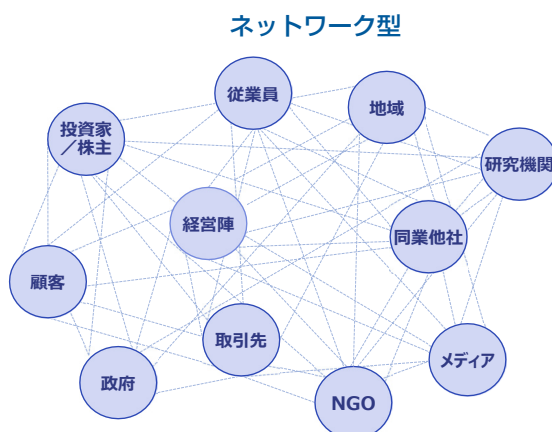 ネットワーク型
従業員
地域
投資家
／株主
研究機関
経営陣
同業他社
顧客
取引先
政府
メディア
NGO